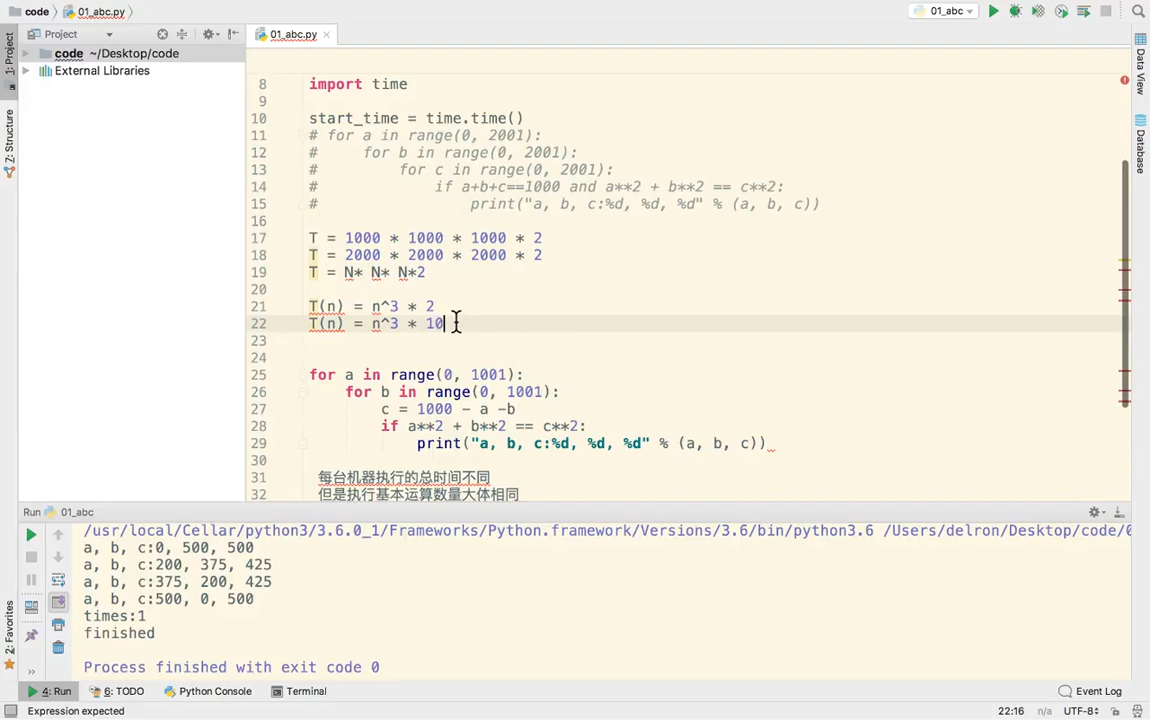 code 01_abc.py 01_abc
Project 01_abc.py
1: Project
Z: Structure
2: Favorites
Data View
Database
code ~/Desktop/code
External Libraries
8 import time
9
10 start_time = time.time()
11 # for a in range(0, 2001):
12 #     for b in range(0, 2001):
13 #         for c in range(0, 2001):
14 #             if a+b+c==1000 and a**2 + b**2 == c**2:
15 #                 print("a, b, c:%d, %d, %d" % (a, b, c))
16
17 T = 1000 * 1000 * 1000 * 2
18 T = 2000 * 2000 * 2000 * 2
19 T = N* N* N*2
20
21 T(n) = n^3 * 2
22 T(n) = n^3 * 10
23
24
25 for a in range(0, 1001):
26     for b in range(0, 1001):
27         c = 1000 - a -b
28         if a**2 + b**2 == c**2:
29             print("a, b, c:%d, %d, %d" % (a, b, c))
30
31 每台机器执行的总时间不同
32 但是执行基本运算数量大体相同
Run 01_abc
/usr/local/Cellar/python3/3.6.0_1/Frameworks/Python.framework/Versions/3.6/bin/python3.6 /Users/delron/Desktop/code/0
a, b, c:0, 500, 500
a, b, c:200, 375, 425
a, b, c:375, 200, 425
a, b, c:500, 0, 500
times:1
finished
Process finished with exit code 0
4: Run 6: TODO Python Console Terminal Event Log
Expression expected 22:16 n/a UTF-8